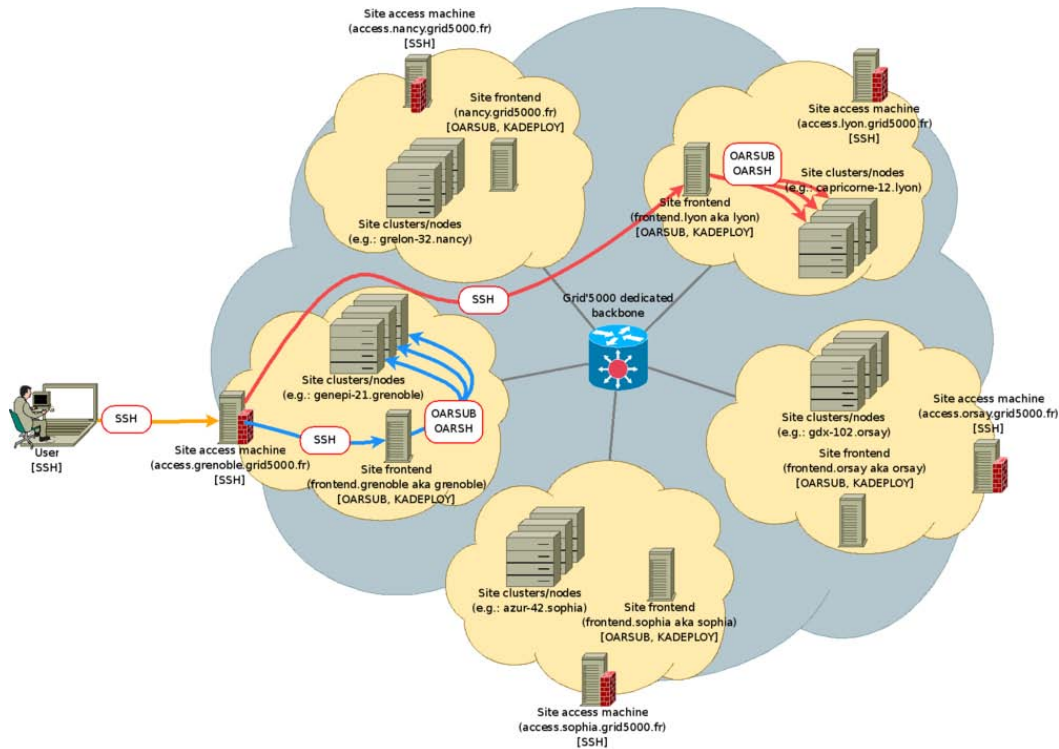 Site access machine
(access.nancy.grid5000.fr)
[SSH]
Site frontend
(nancy.grid5000.fr)
[OARSUB, KADEPLOY]
Site clusters/nodes
(e.g.: grelon-32.nancy)
Site access machine
(access.lyon.grid5000.fr)
[SSH]
OARSUB
OARSH
Site clusters/nodes
(e.g.: capricorne-12.lyon)
Site frontend
(frontend.lyon aka lyon)
[OARSUB, KADEPLOY]
SSH
Grid'5000 dedicated
backbone
Site clusters/nodes
(e.g.: genepi-21.grenoble)
OARSUB
OARSH
SSH
User
[SSH]
Site access machine
(access.grenoble.grid5000.fr)
[SSH]
SSH
Site frontend
(frontend.grenoble aka grenoble)
[OARSUB, KADEPLOY]
Site clusters/nodes
(e.g.: gdx-102.orsay)
Site access machine
(access.orsay.grid5000.fr)
[SSH]
Site frontend
(frontend.orsay aka orsay)
[OARSUB, KADEPLOY]
Site clusters/nodes
(e.g.: azur-42.sophia)
Site frontend
(frontend.sophia aka sophia)
[OARSUB, KADEPLOY]
Site access machine
(access.sophia.grid5000.fr)
[SSH]